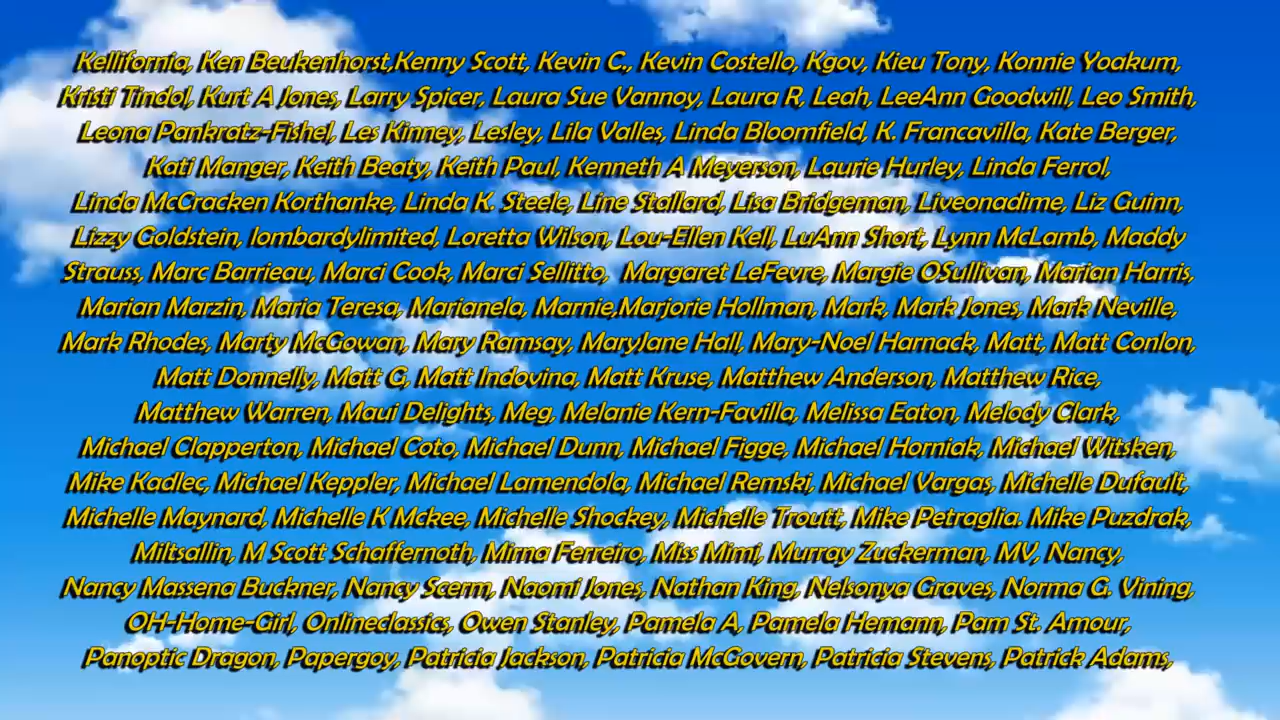 Kellifornia, Ken Beukenhorst,Kenny Scott, Kevin C., Kevin Costello, Kgov, Kieu Tony, Konnie Yoakum,
Kristi Tindol, Kurt A Jones, Larry Spicer, Laura Sue Vannoy, Laura R, Leah, LeeAnn Goodwill, Leo Smith,
Leona Pankratz-Fishel, Les Kinney, Lesley, Lila Valles, Linda Bloomfield, K. Francavilla, Kate Berger,
Kati Manger, Keith Beaty, Keith Paul, Kenneth A Meyerson, Laurie Hurley, Linda Ferrol,
Linda McCracken Korthanke, Linda K. Steele, Line Stallard, Lisa Bridgeman, Liveonadime, Liz Guinn,
Lizzy Goldstein, lombardylimited, Loretta Wilson, Lou-Ellen Kell, LuAnn Short, Lynn McLamb, Maddy
Strauss, Marc Barrieau, Marci Cook, Marci Sellitto, Margaret LeFevre, Margie OSullivan, Marian Harris,
Marian Marzin, Maria Teresa, Marianela, Marnie,Marjorie Hollman, Mark, Mark Jones, Mark Neville,
Mark Rhodes, Marty McGowan, Mary Ramsay, MaryJane Hall, Mary-Noel Harnack, Matt, Matt Conlon,
Matt Donnelly, Matt G, Matt Indovina, Matt Kruse, Matthew Anderson, Matthew Rice,
Matthew Warren, Maui Delights, Meg, Melanie Kern-Favilla, Melissa Eaton, Melody Clark,
Michael Clapperton, Michael Coto, Michael Dunn, Michael Figge, Michael Horniak, Michael Witsken,
Mike Kadlec, Michael Keppler, Michael Lamendola, Michael Remski, Michael Vargas, Michelle Dufault,
Michelle Maynard, Michelle K Mckee, Michelle Shockey, Michelle Troutt, Mike Petraglia. Mike Puzdrak,
Miltsallin, M Scott Schaffernoth, Mirna Ferreiro, Miss Mimi, Murray Zuckerman, MV, Nancy,
Nancy Massena Buckner, Nancy Scerm, Naomi Jones, Nathan King, Nelsonya Graves, Norma G. Vining,
OH-Home-Girl, Onlineclassics, Owen Stanley, Pamela A, Pamela Hemann, Pam St. Amour,
Panoptic Dragon, Papergoy, Patricia Jackson, Patricia McGovern, Patricia Stevens, Patrick Adams,